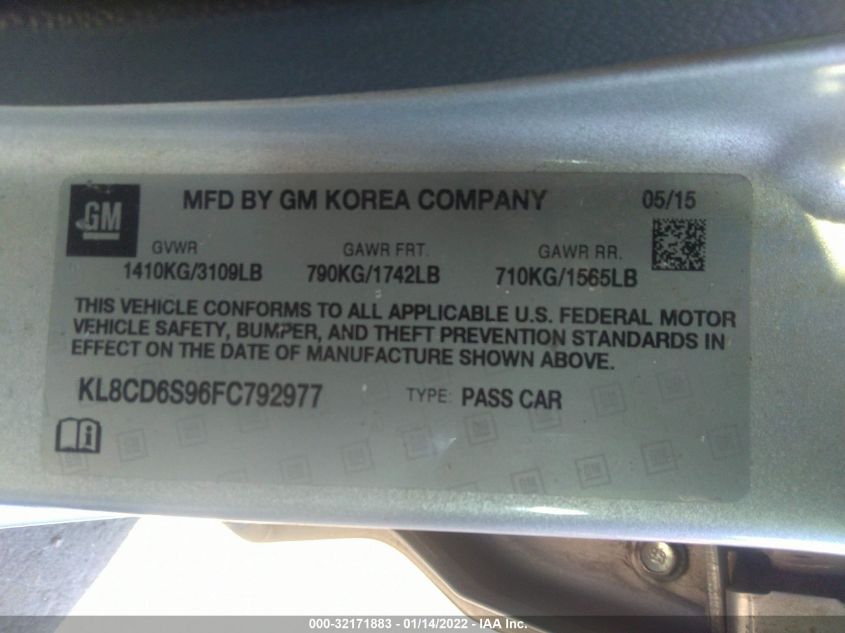 GM
MFD BY GM KOREA COMPANY 05/15
GVWR GAWR FRT. GAWR RR.
1410KG/3109LB 790KG/1742LB 710KG/1565LB
THIS VEHICLE CONFORMS TO ALL APPLICABLE U.S. FEDERAL MOTOR
VEHICLE SAFETY, BUMPER, AND THEFT PREVENTION STANDARDS IN
EFFECT ON THE DATE OF MANUFACTURE SHOWN ABOVE.
KL8CD6S96FC792977 TYPE: PASS CAR
000-32171883 - 01/14/2022 - IAA Inc.